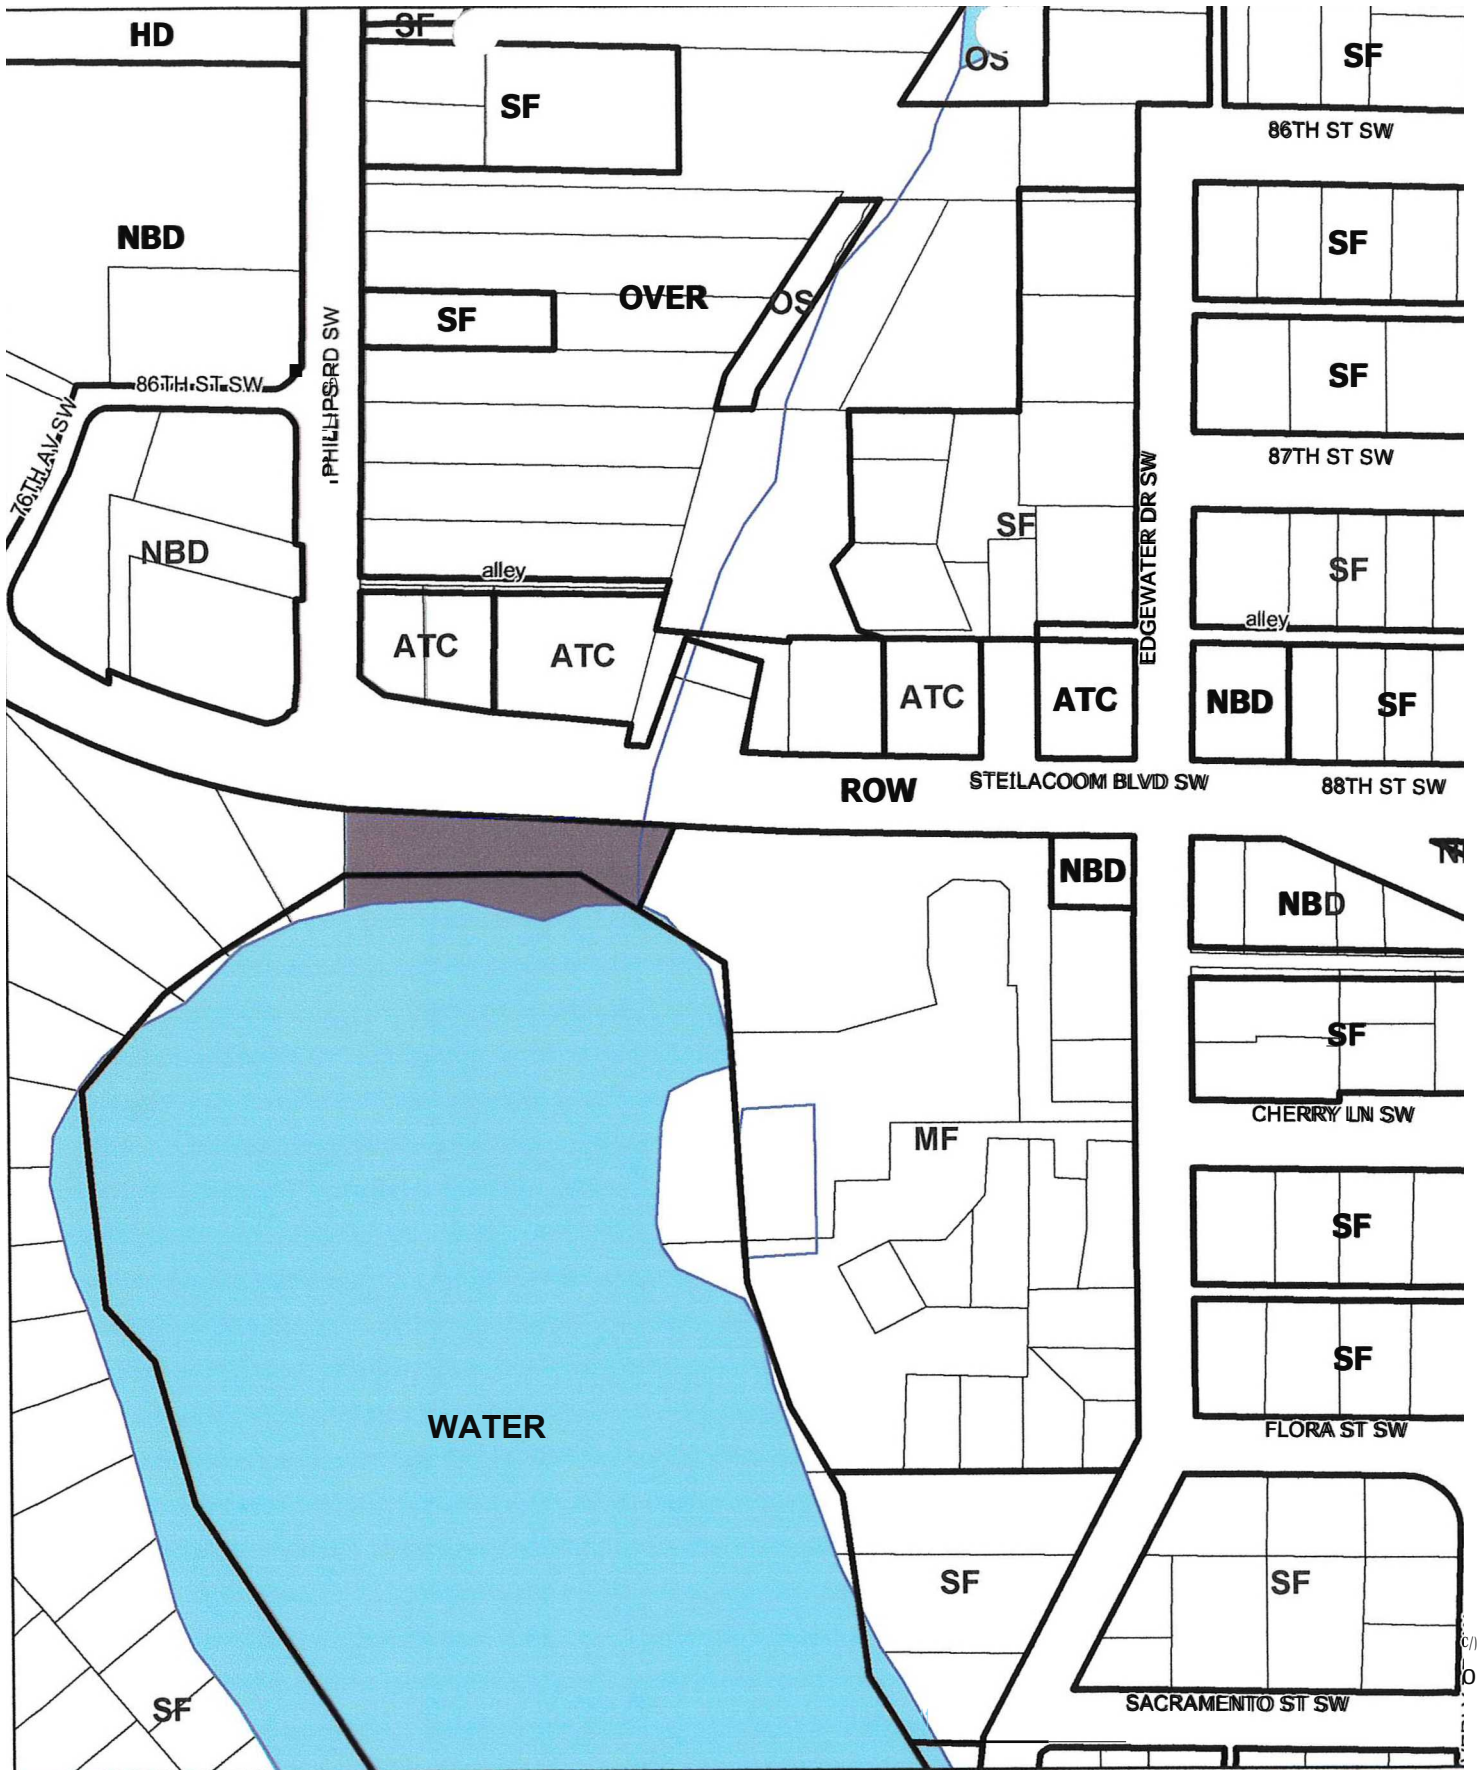 HD
SF
OS
SF
SF
86TH ST SW
NBD
SF
OVER
OS
SF
PHILLIPS RD SW
86TH ST SW
SF
76TH AV SW
87TH ST SW
EDGEWATER DR SW
SF
NBD
alley
SF
alley
ATC
ATC
ATC
ATC
NBD
SF
ROW
STEILACOOM BLVD SW
88TH ST SW
NBD
NBD
SF
CHERRY LN SW
MF
SF
SF
WATER
FLORA ST SW
SF
SF
SF
SACRAMENTO ST SW